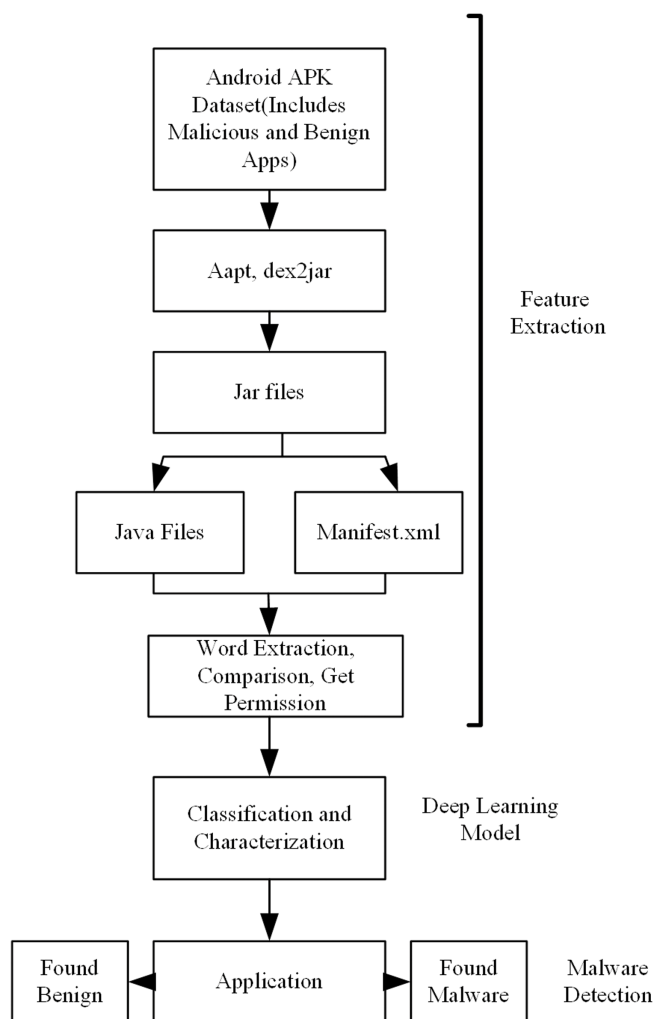 Android APK
Dataset(Includes
Malicious and Benign
Apps)
Aapt, dex2jar
Feature
Extraction
Jar files
Java Files
Manifest.xml
Word Extraction,
Comparison, Get
Permission
Classification and
Characterization
Deep Learning
Model
Found
Benign
Application
Found
Malware
Malware
Detection